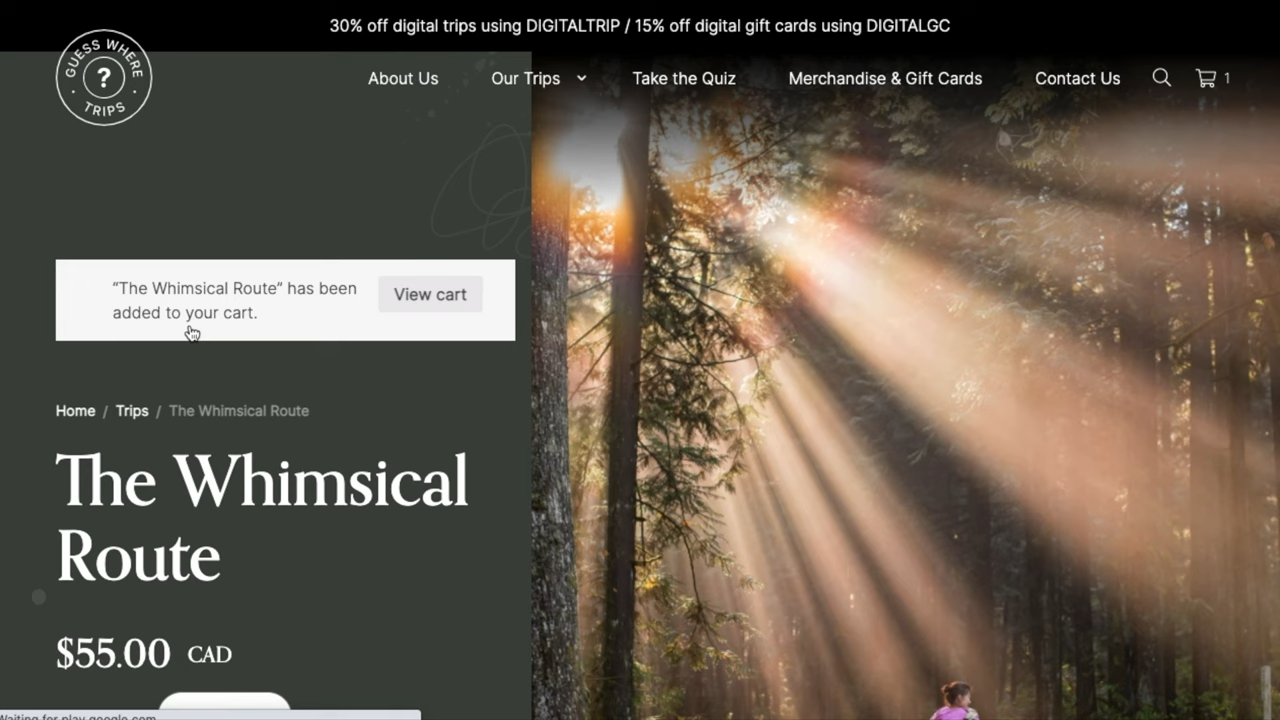 30% off digital trips using DIGITALTRIP / 15% off digital gift cards using DIGITALGC
GUESS WHERE
?
TRIPS
About Us
Our Trips
Take the Quiz
Merchandise & Gift Cards
Contact Us
1
“The Whimsical Route” has been
added to your cart.
View cart
Home / Trips / The Whimsical Route
The Whimsical
Route
$55.00 CAD
Waiting for play.google.com